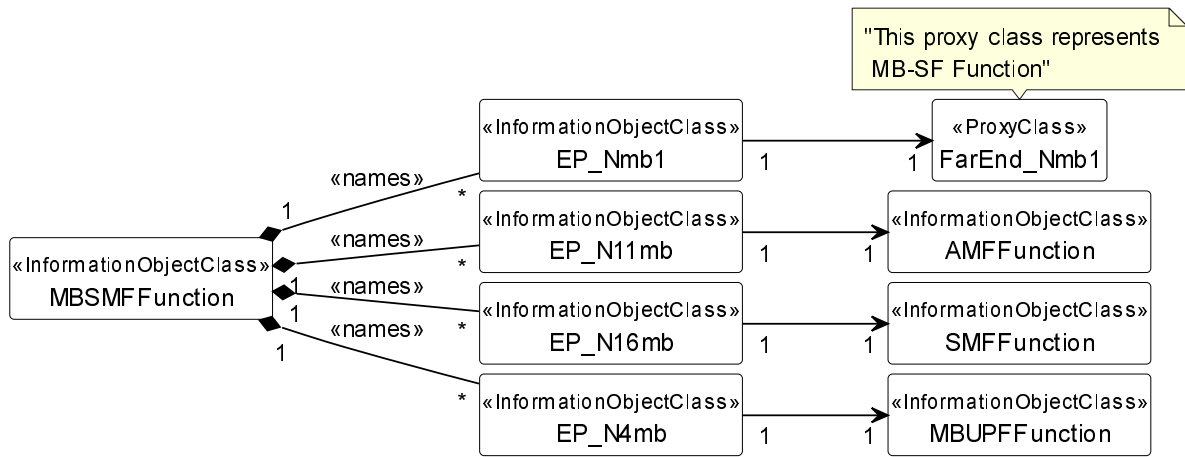 "This proxy class represents
MB-SF Function"
«InformationObjectClass»
EP_Nmb1
1
1
«ProxyClass»
FarEnd_Nmb1
«names»
1
*
«InformationObjectClass»
MBSMFFunction
«names»
1
*
«InformationObjectClass»
EP_N11mb
1
1
«InformationObjectClass»
AMFFunction
«names»
1
*
«InformationObjectClass»
EP_N16mb
1
1
«InformationObjectClass»
SMFFunction
«names»
1
*
«InformationObjectClass»
EP_N4mb
1
1
«InformationObjectClass»
MBUPFFunction